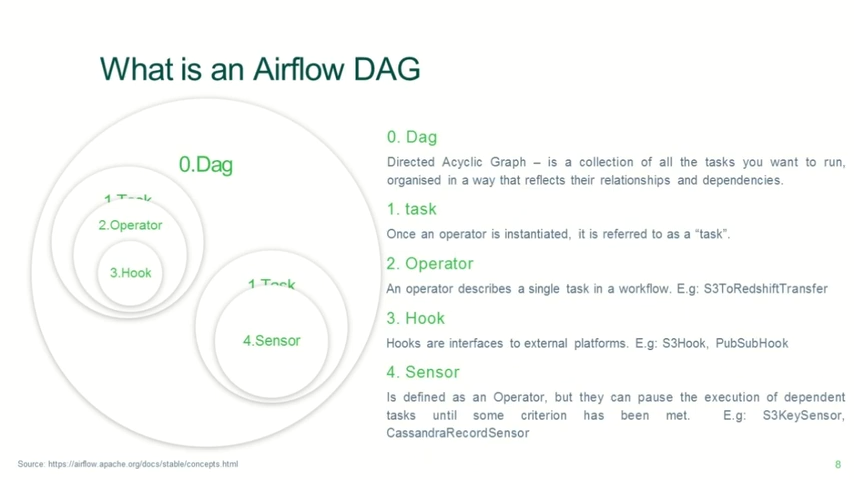 What is an Airflow DAG
0.Dag
1.Task
2.Operator
3.Hook
1.Task
4.Sensor
0. Dag
Directed Acyclic Graph – is a collection of all the tasks you want to run,
organised in a way that reflects their relationships and dependencies.
1. task
Once an operator is instantiated, it is referred to as a “task”.
2. Operator
An operator describes a single task in a workflow. E.g: S3ToRedshiftTransfer
3. Hook
Hooks are interfaces to external platforms. E.g: S3Hook, PubSubHook
4. Sensor
Is defined as an Operator, but they can pause the execution of dependent
tasks until some criterion has been met. E.g: S3KeySensor,
CassandraRecordSensor
Source: https://airflow.apache.org/docs/stable/concepts.html
8